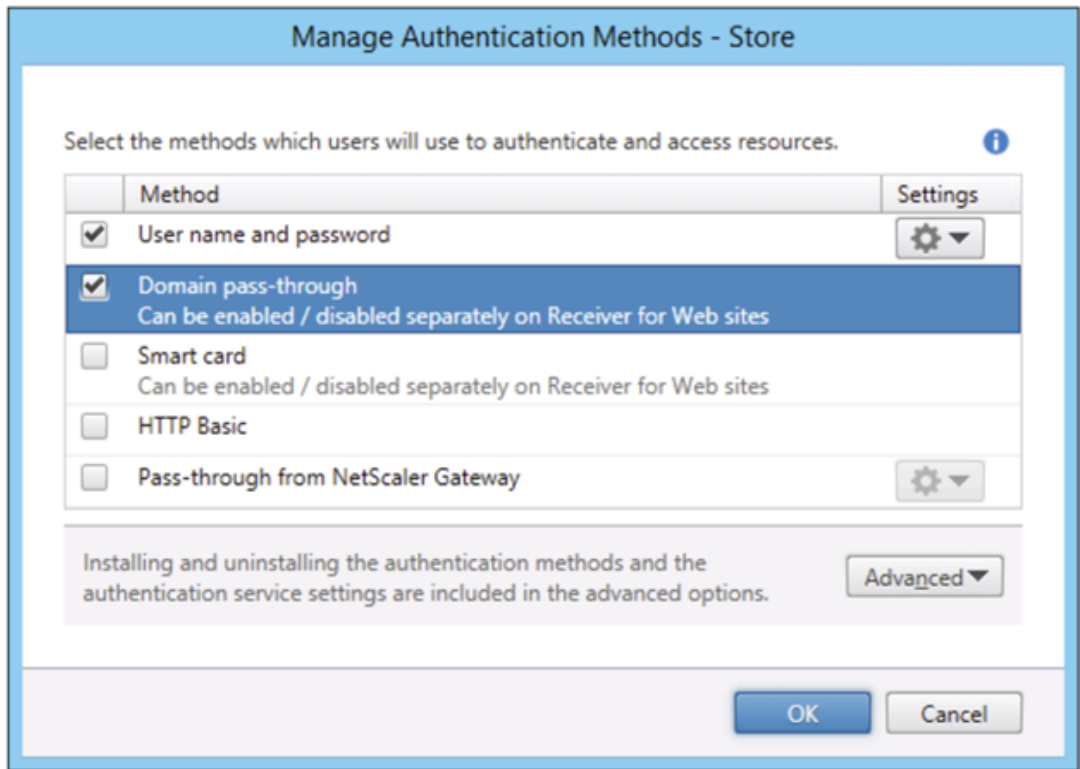 Manage Authentication Methods - Store
Select the methods which users will use to authenticate and access resources.
Method
Settings
User name and password
Domain pass-through
Can be enabled / disabled separately on Receiver for Web sites
Smart card
Can be enabled / disabled separately on Receiver for Web sites
HTTP Basic
Pass-through from NetScaler Gateway
Installing and uninstalling the authentication methods and the
authentication service settings are included in the advanced options.
Advanced
OK
Cancel